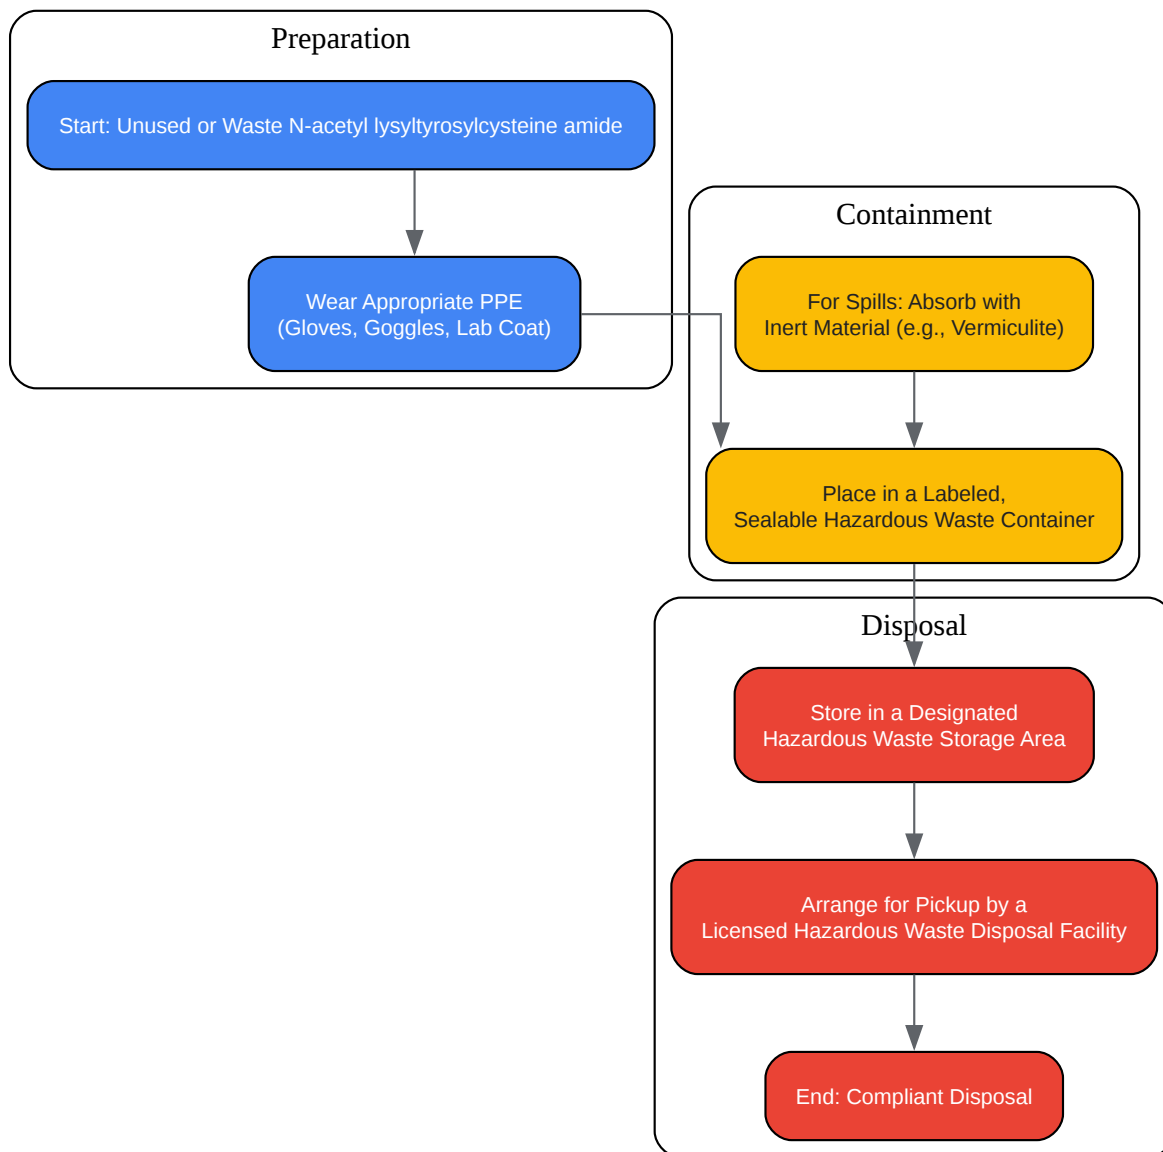 Preparation
Start: Unused or Waste N-acetyl lysyltyrosylcysteine amide
Wear Appropriate PPE
(Gloves, Goggles, Lab Coat)
Containment
For Spills: Absorb with
Inert Material (e.g., Vermiculite)
Place in a Labeled,
Sealable Hazardous Waste Container
Disposal
Store in a Designated
Hazardous Waste Storage Area
Arrange for Pickup by a
Licensed Hazardous Waste Disposal Facility
End: Compliant Disposal